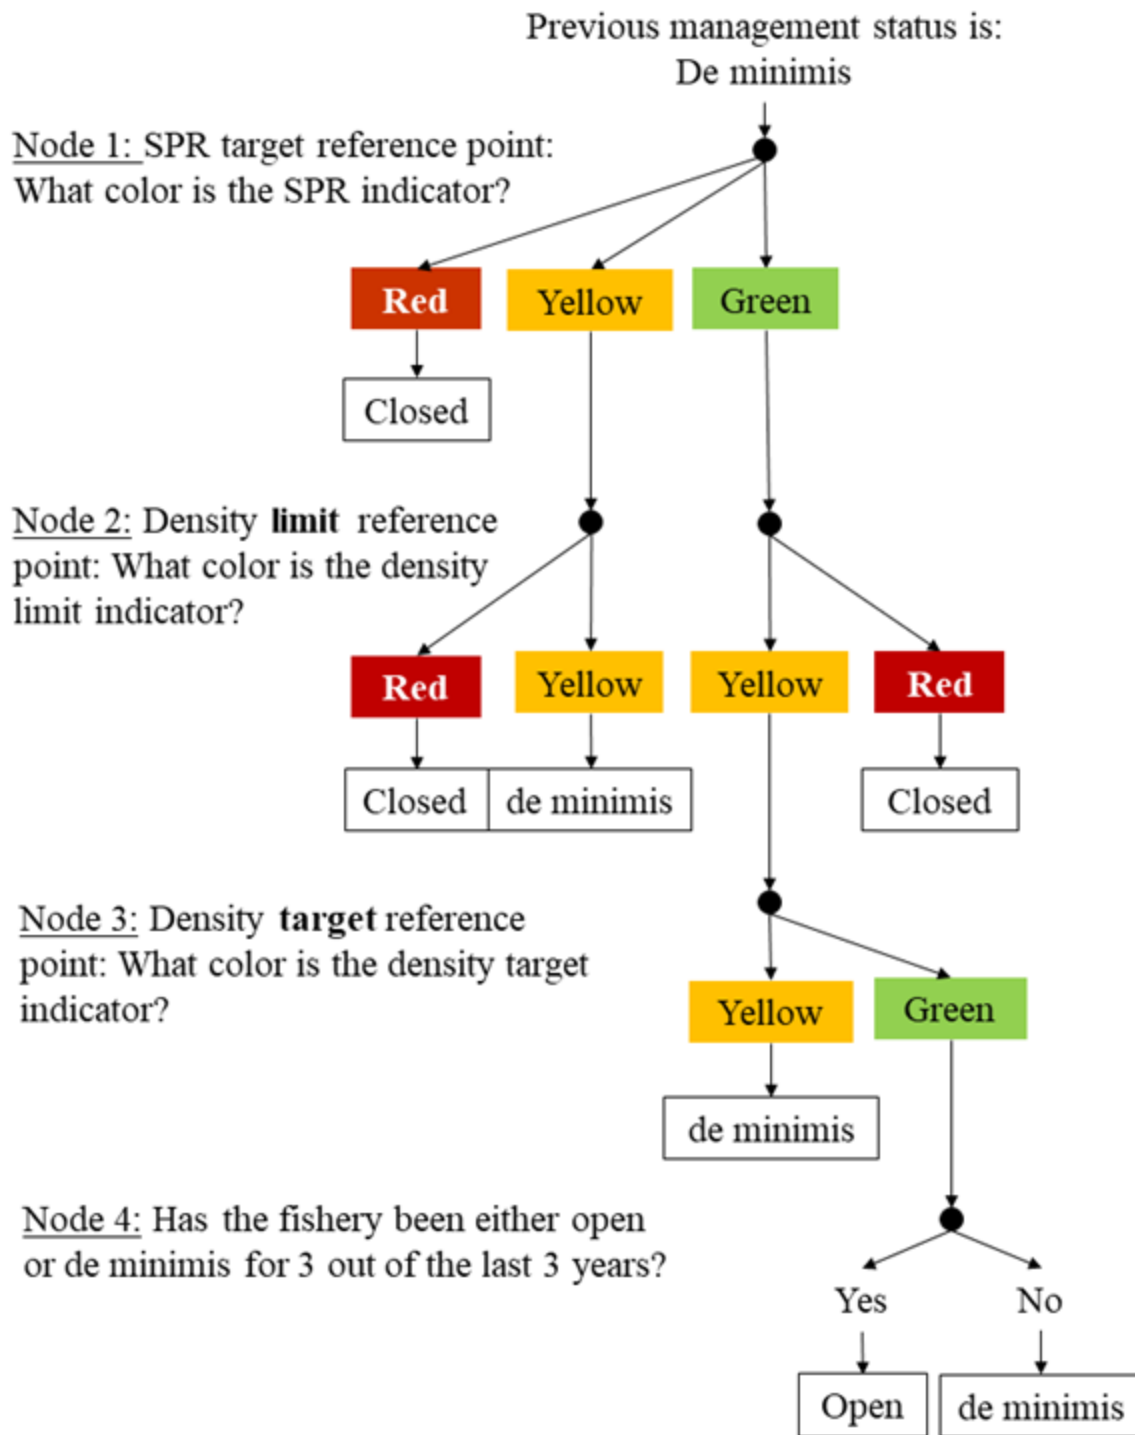 Previous management status is:
De minimis
Node 1: SPR target reference point:
What color is the SPR indicator?
Red
Yellow
Green
Closed
Node 2: Density limit reference
point: What color is the density
limit indicator?
Red
Yellow
Yellow
Red
Closed
de minimis
Closed
Node 3: Density target reference
point: What color is the density target
indicator?
Yellow
Green
de minimis
Node 4: Has the fishery been either open
or de minimis for 3 out of the last 3 years?
Yes
No
Open
de minimis